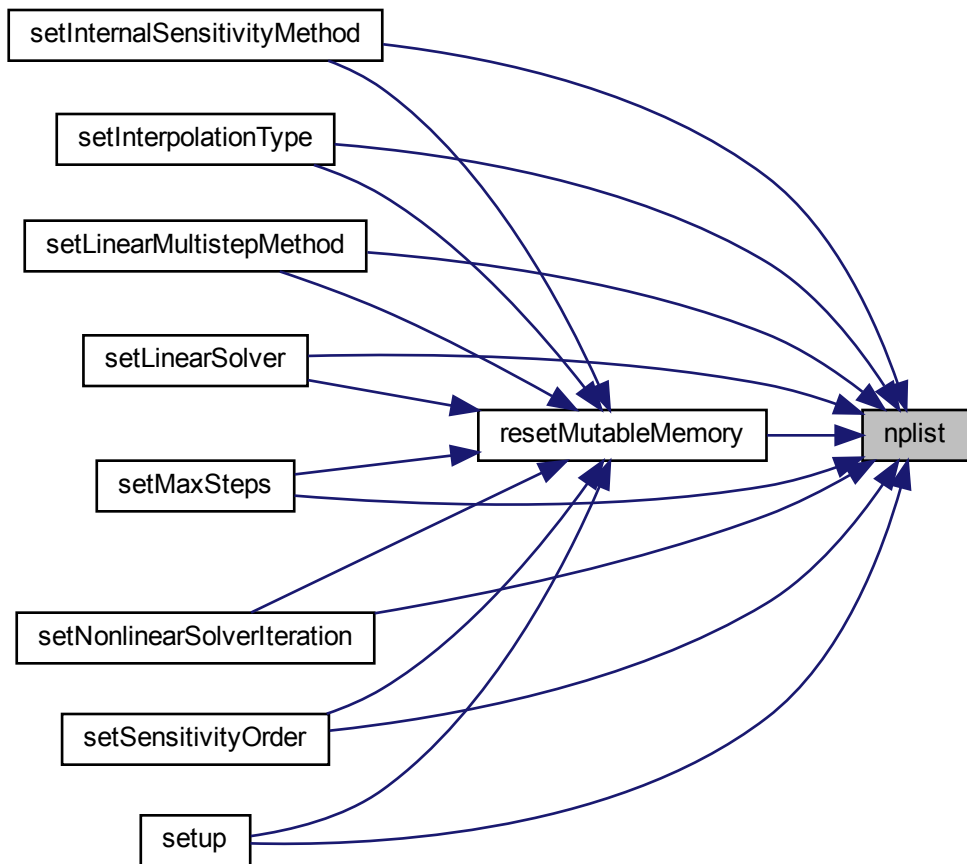 setInternalSensitivityMethod
setInterpolationType
setLinearMultistepMethod
setLinearSolver
resetMutableMemory
nplist
setMaxSteps
setNonlinearSolverIteration
setSensitivityOrder
setup